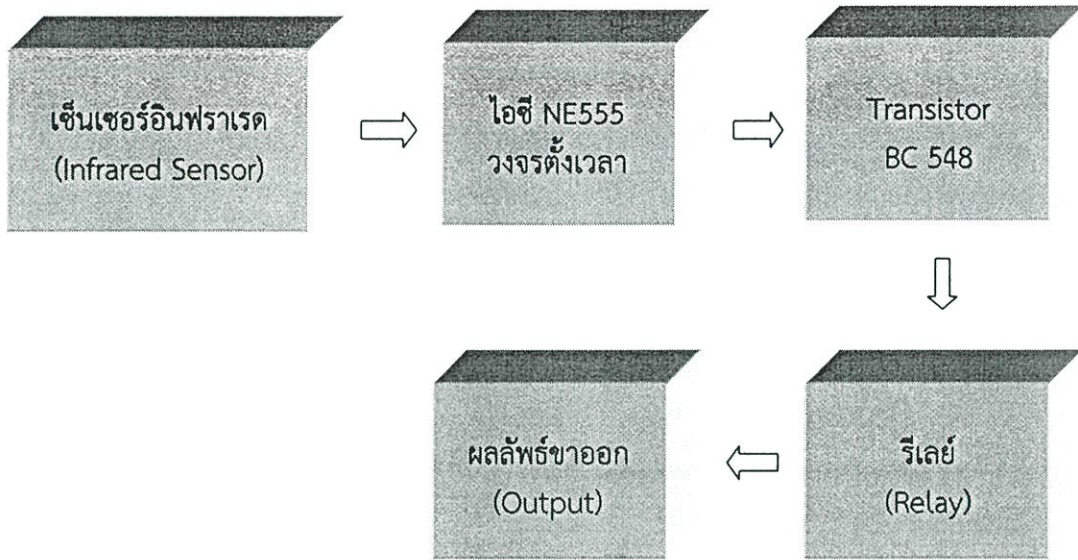 เซ็นเซอร์อินฟราเรด
(Infrared Sensor)
ไอซี NE555
วงจรตั้งเวลา
Transistor
BC 548
รีเลย์
(Relay)
ผลลัพธ์ขาออก
(Output)